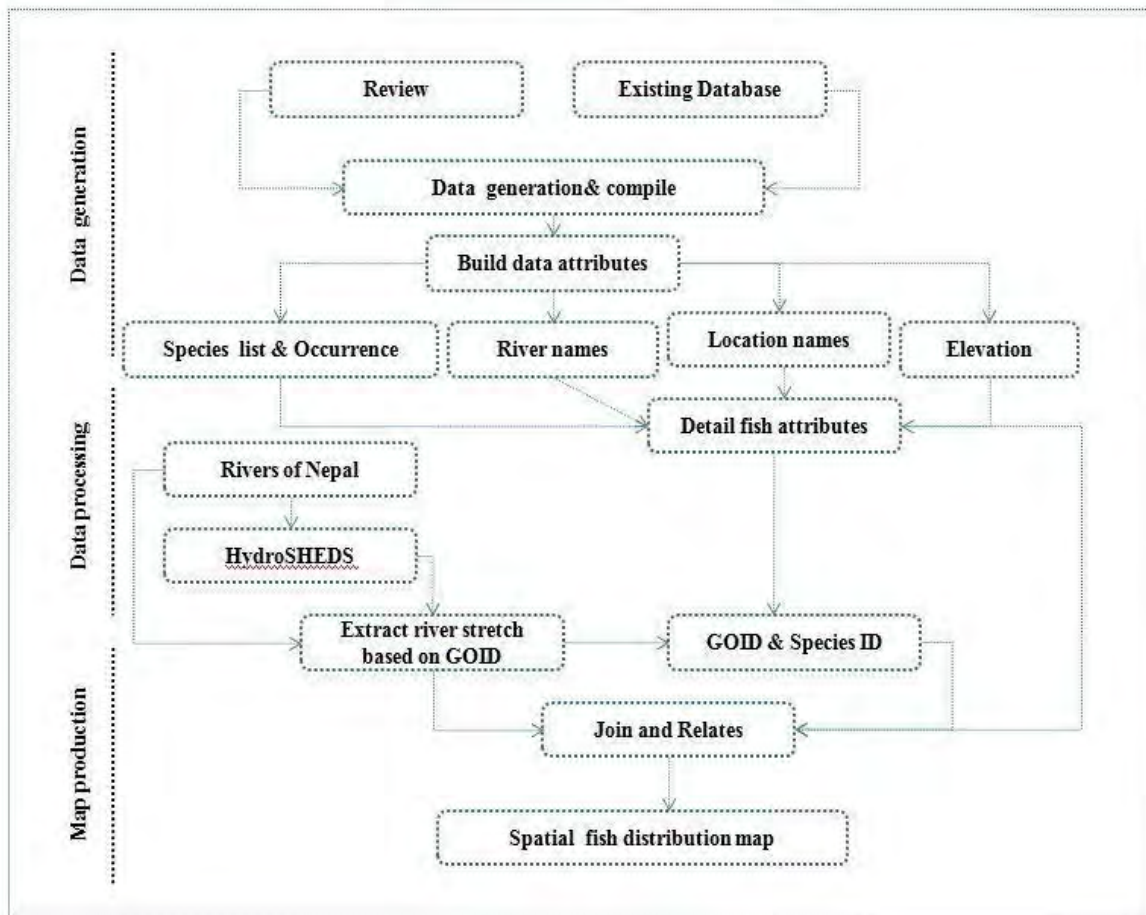 Data generation
Review
Existing Database
Data generation& compile
Build data attributes
Species list & Occurrence
River names
Location names
Elevation
Data processing
Detail fish attributes
Rivers of Nepal
HydroSHEDS
Extract river stretch
based on GOID
GOID & Species ID
Map production
Join and Relates
Spatial fish distribution map